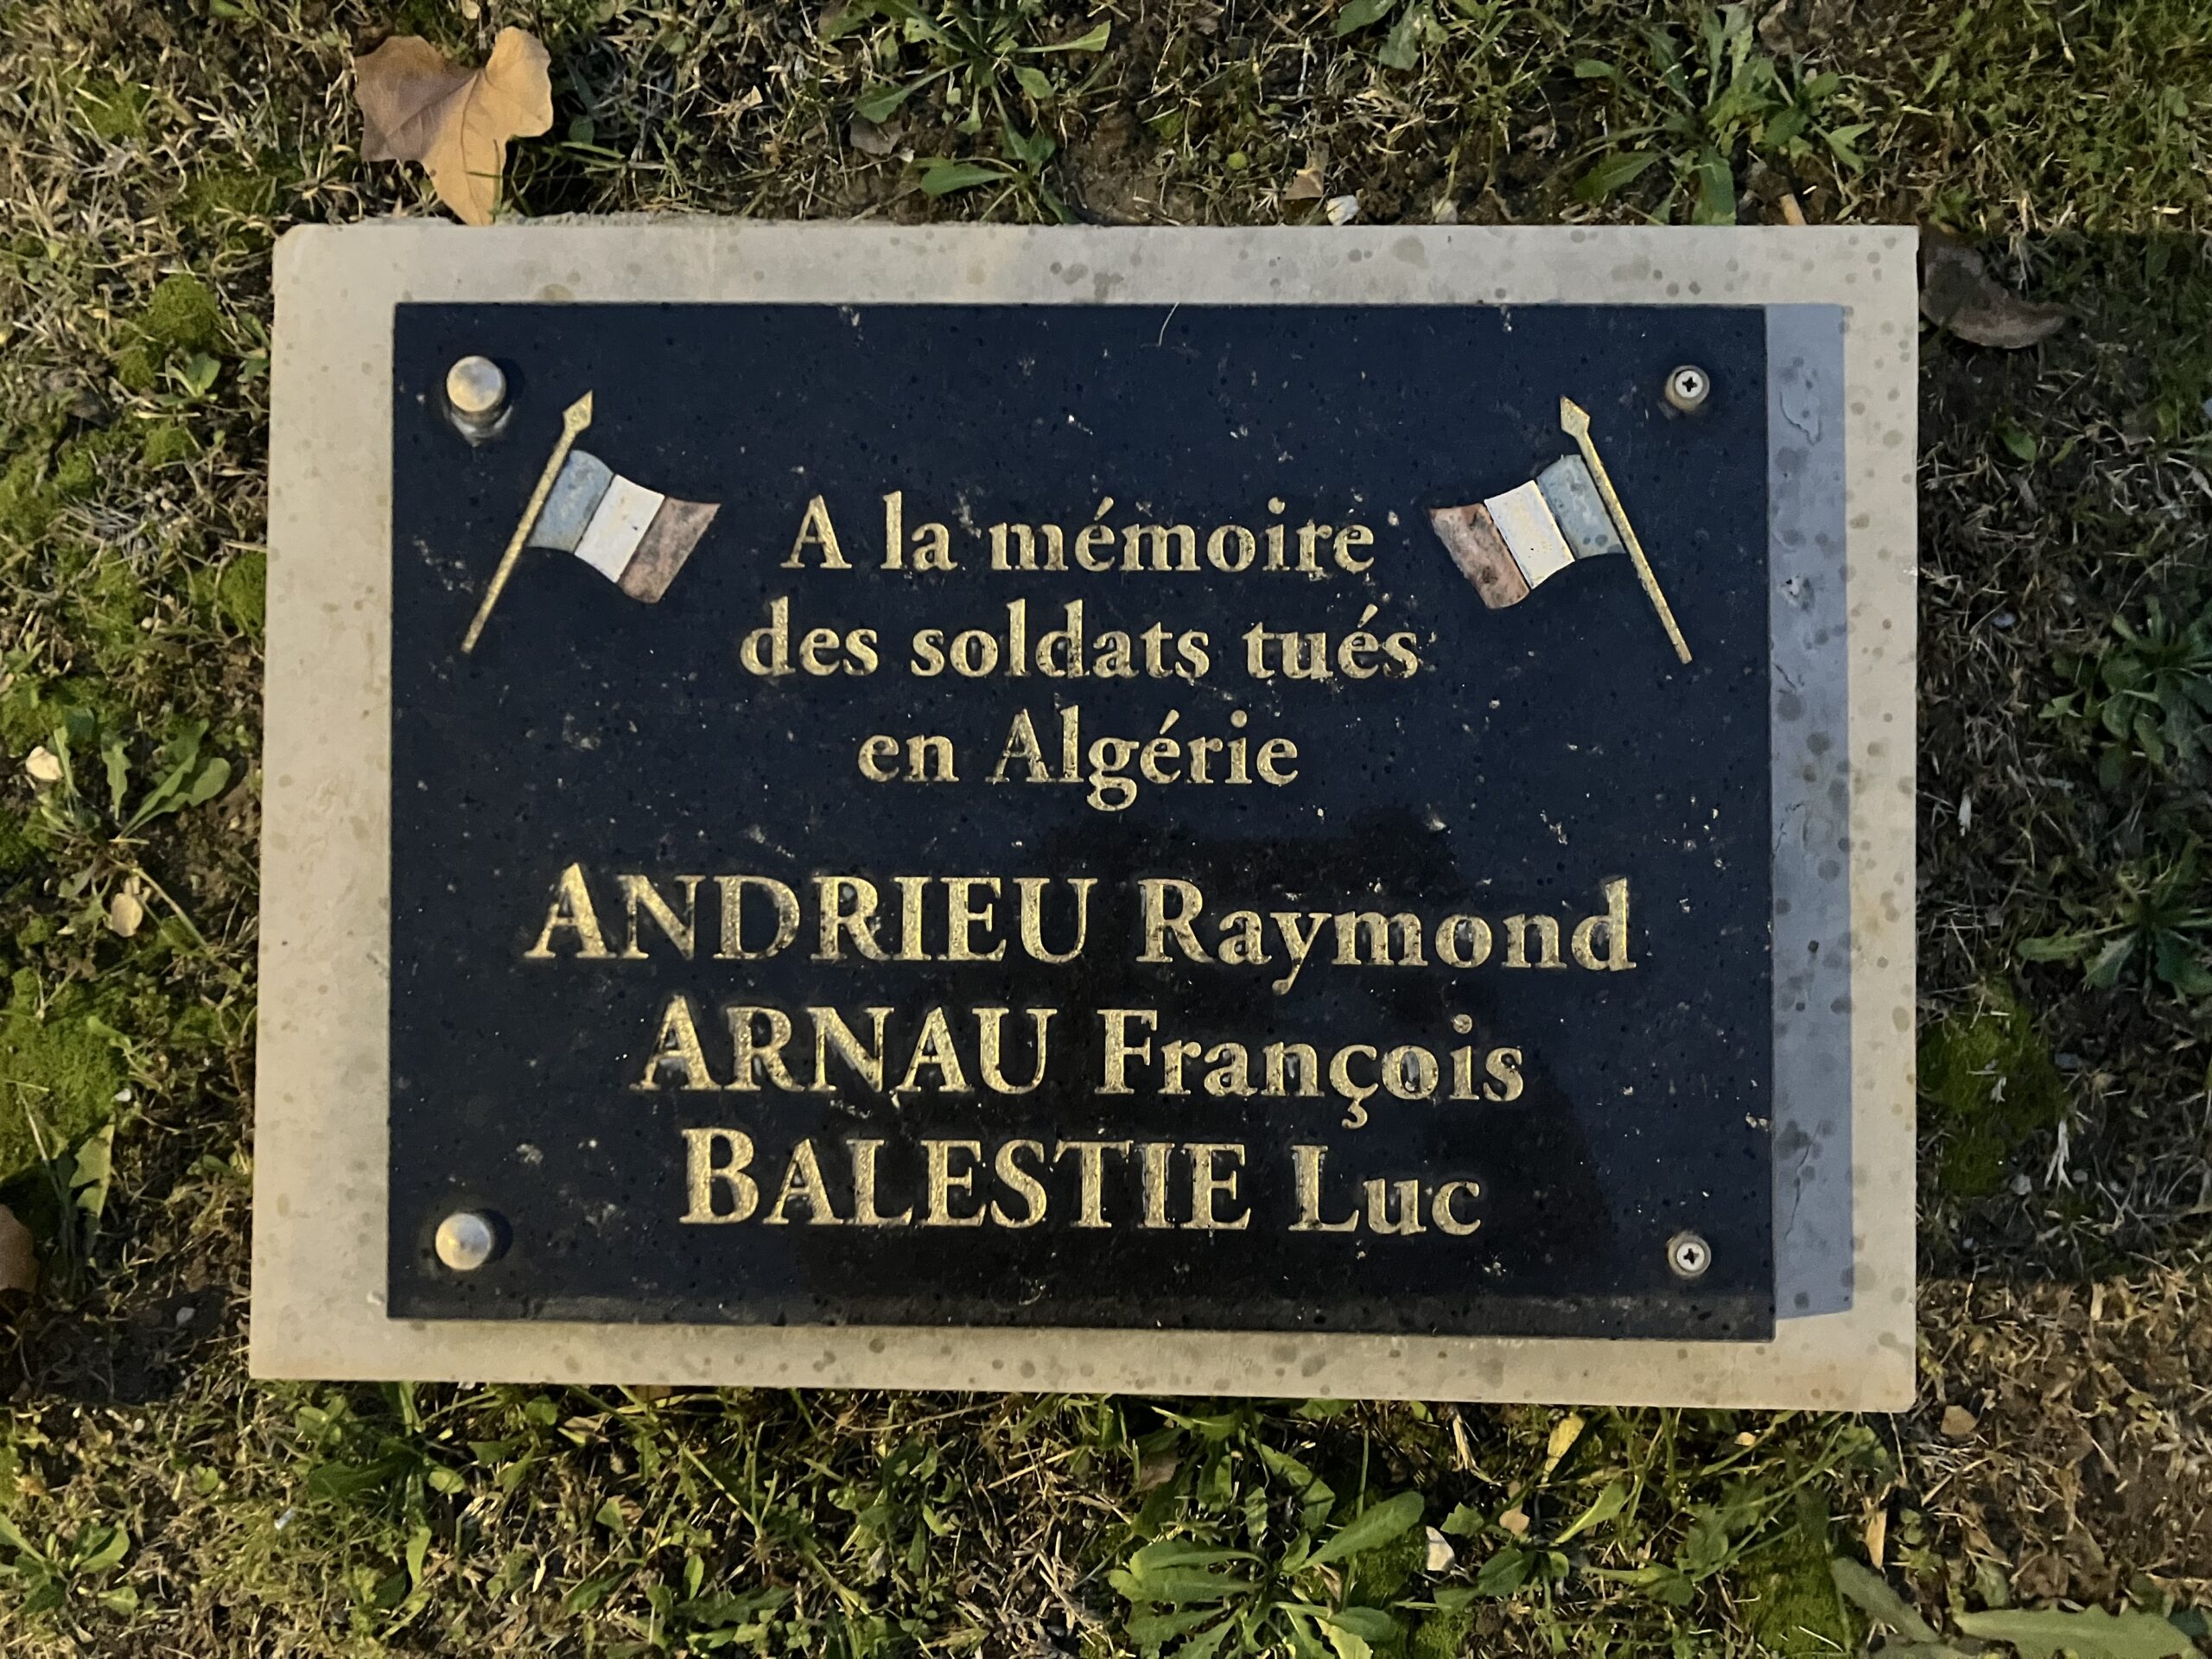 A la mémoire
des soldats tués
en Algérie
ANDRIEU Raymond
ARNAU François
BALESTIE Luc